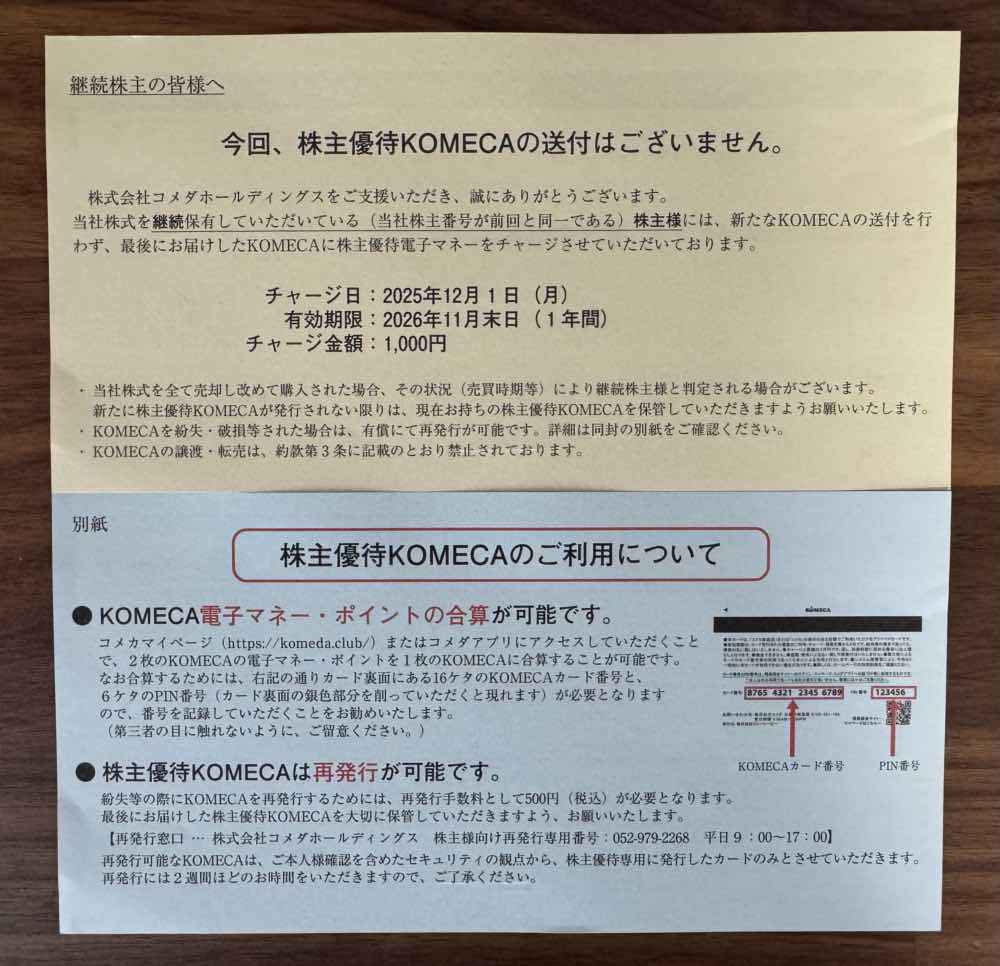 継続株主の皆様へ
今回、株主優待KOMECAの送付はございません。
株式会社コメダホールディングスをご支援いただき、誠にありがとうございます。
当社株式を継続保有していただいている（当社株主番号が前回と同一である）株主様には、新たなKOMECAの送付を行
わず、最後にお届けしたKOMECAに株主優待電子マネーをチャージさせていただいております。
チャージ日：2025年12月１日（月）
有効期限：2026年11月末日（１年間）
チャージ金額：1,000円
・当社株式を全て売却し改めて購入された場合、その状況（売買時期等）により継続株主様と判定される場合がございます。
新たに株主優待KOMECAが発行されない限りは、現在お持ちの株主優待KOMECAを保管していただきますようお願いいたします。
・KOMECAを紛失・破損等された場合は、有償にて再発行が可能です。詳細は同封の別紙をご確認ください。
・KOMECAの譲渡・転売は、約款第３条に記載のとおり禁止されております。
別紙
株主優待KOMECAのご利用について
●KOMECA電子マネー・ポイントの合算が可能です。
コメカマイページ（https://komeda.club/）またはコメダアプリにアクセスしていただくこと
で、２枚のKOMECAの電子マネー・ポイントを１枚のKOMECAに合算することが可能です。
なお合算するためには、右記の通りカード裏面にある16ケタのKOMECAカード番号と、
６ケタのPIN番号（カード裏面の銀色部分を削っていただくと現れます）が必要となります
ので、番号を記録していただくことをお勧めいたします。
（第三者の目に触れないように、ご留意ください。）
KOMECA
カード番号 8765 4321 2345 6789 PIN番号 123456
KOMECAカード番号 PIN番号
●株主優待KOMECAは再発行が可能です。
紛失等の際にKOMECAを再発行するためには、再発行手数料として500円（税込）が必要となります。
最後にお届けした株主優待KOMECAを大切に保管していただきますよう、お願いいたします。
【再発行窓口 … 株式会社コメダホールディングス 株主様向け再発行専用番号：052-979-2268 平日９：00〜17：00】
再発行可能なKOMECAは、ご本人様確認を含めたセキュリティの観点から、株主優待専用に発行したカードのみとさせていただきます。
再発行には２週間ほどのお時間をいただきますので、ご了承ください。